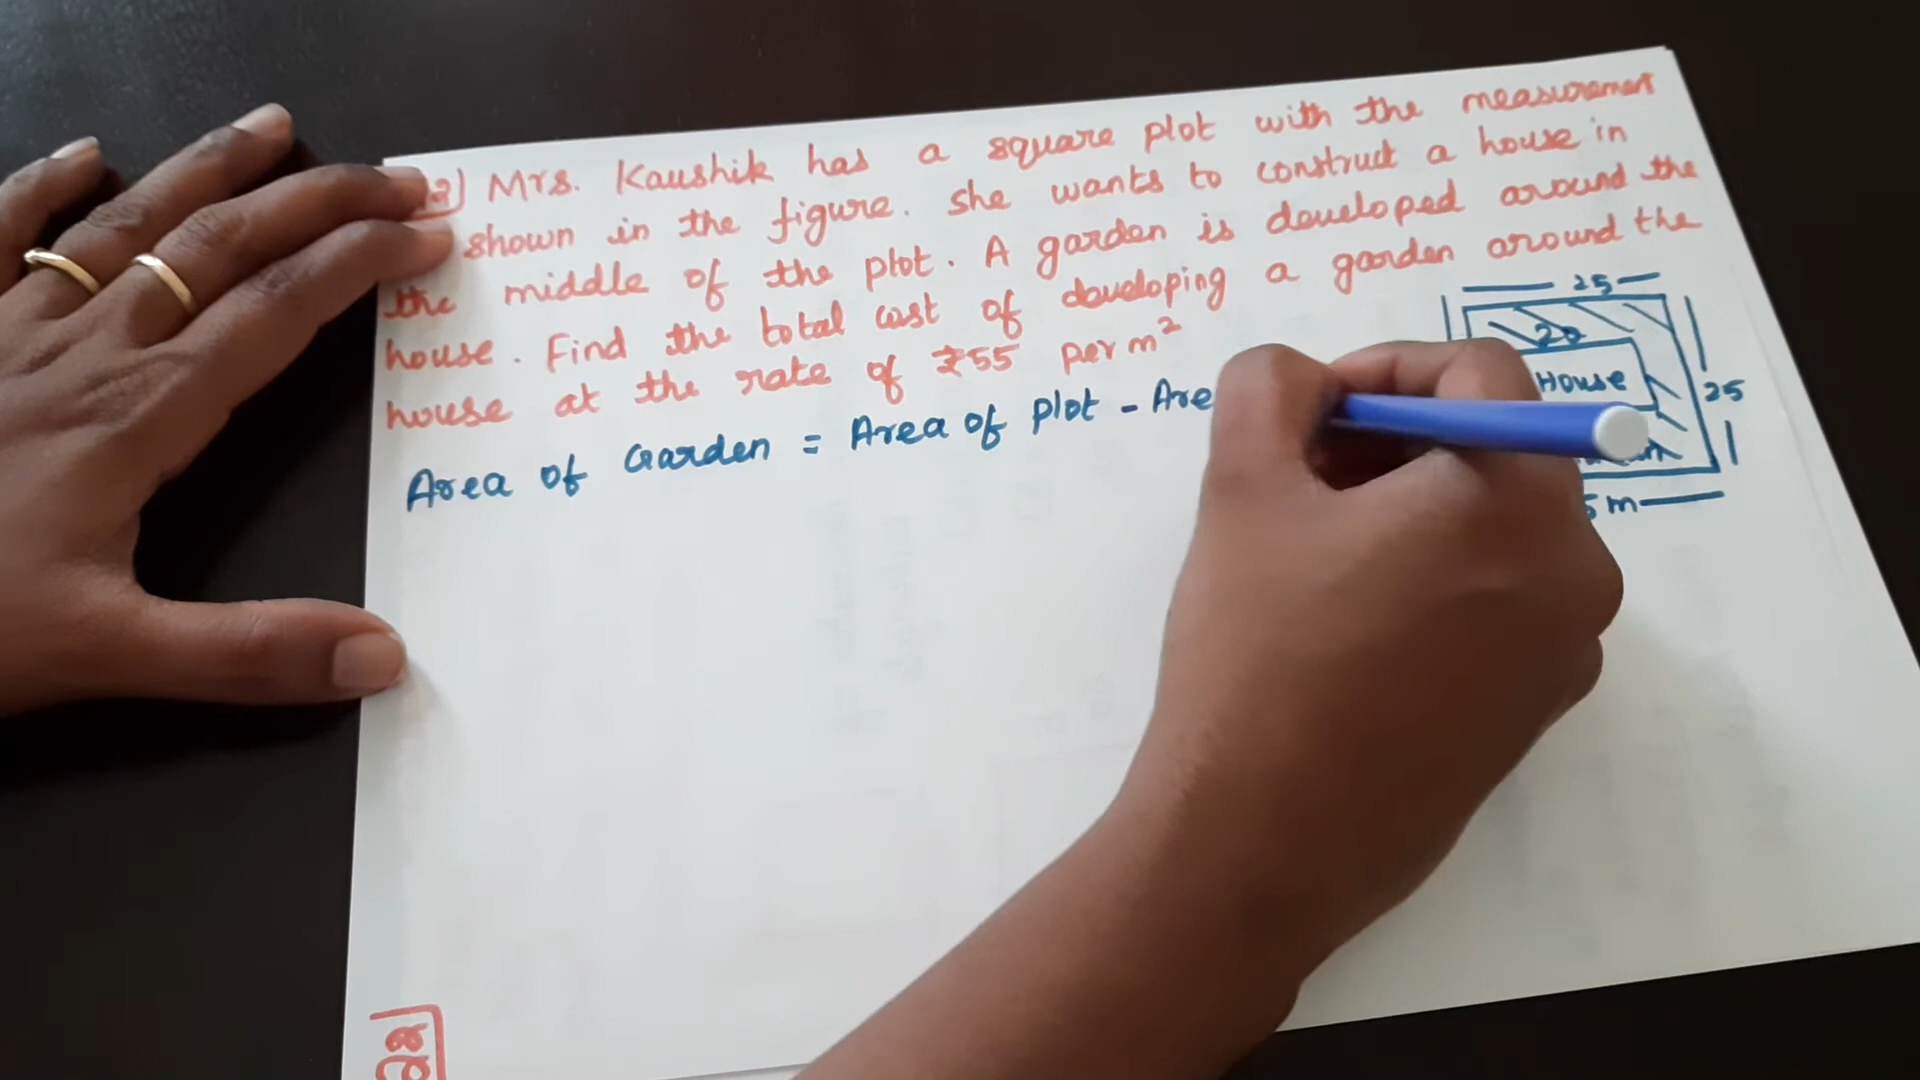 2) Mrs. Kaushik has a square plot with the measurement
shown in the figure. She wants to construct a house in
the middle of the plot. A garden is developed around the
house. Find the total cost of developing a garden around the
house at the rate of ₹55 per m²
Area of Garden = Area of plot - Are
25
20
House
25
5 m